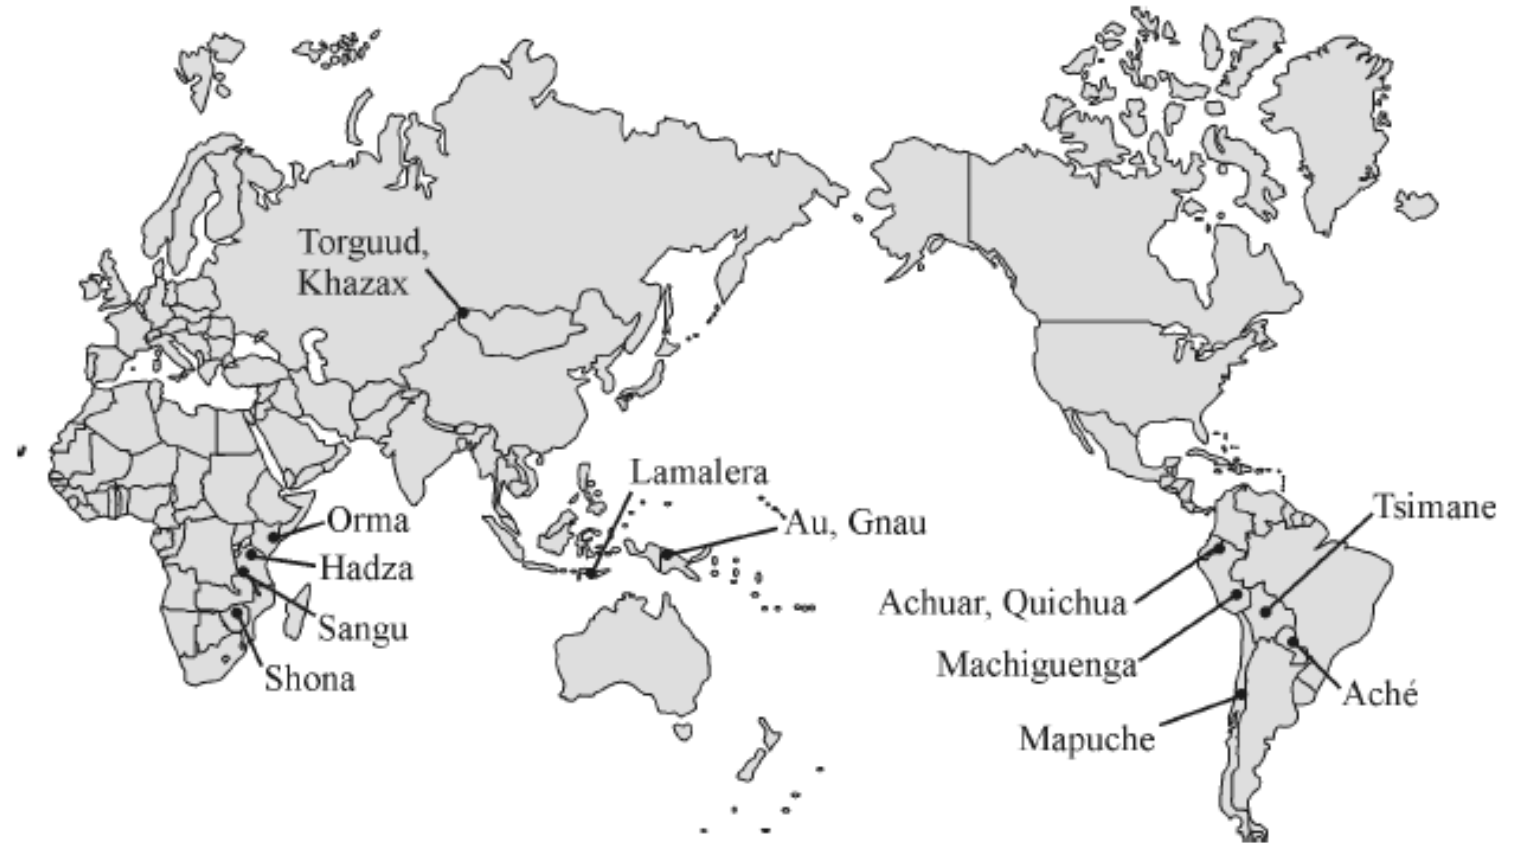 Torguud,
Khazax
Lamalera
Au, Gnau
Orma
Hadza
Sangu
Shona
Tsimane
Achuar, Quichua
Machiguenga
Aché
Mapuche